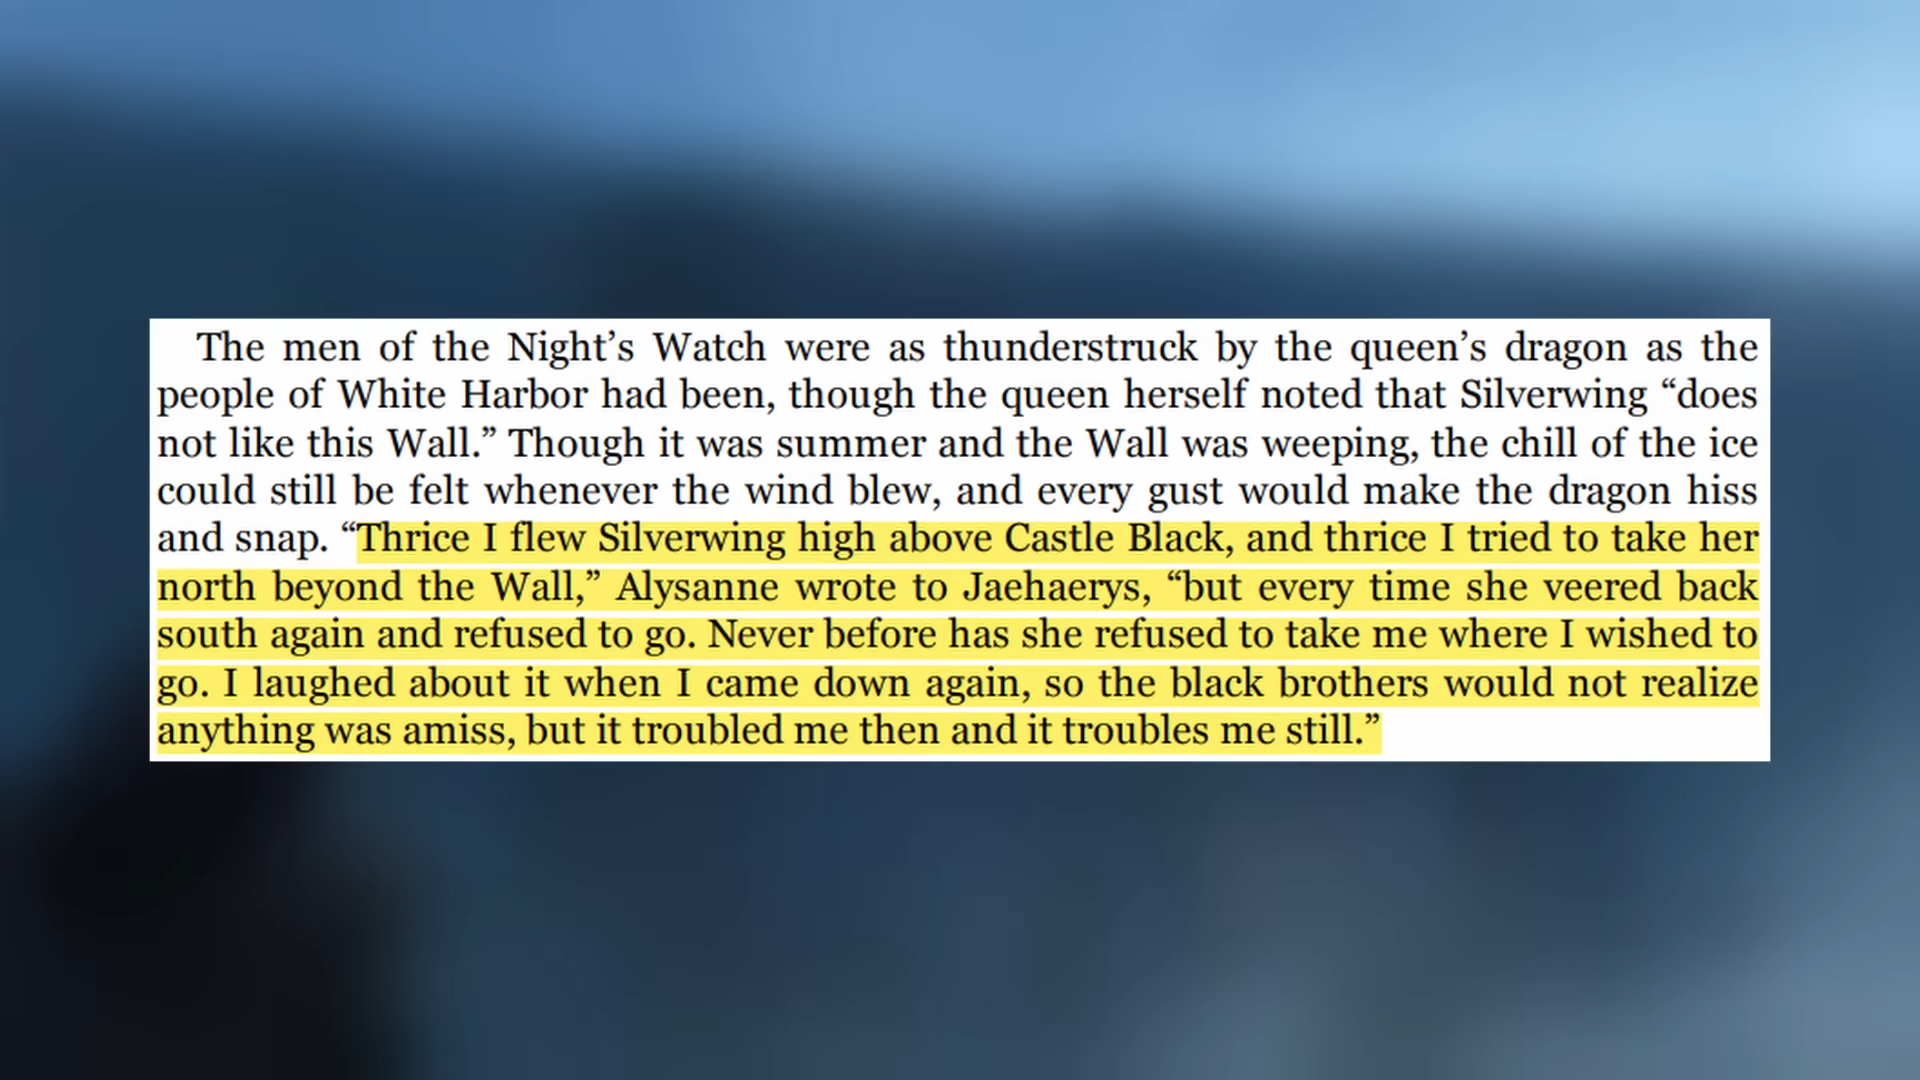 The men of the Night’s Watch were as thunderstruck by the queen’s dragon as the
people of White Harbor had been, though the queen herself noted that Silverwing “does
not like this Wall.” Though it was summer and the Wall was weeping, the chill of the ice
could still be felt whenever the wind blew, and every gust would make the dragon hiss
and snap. “Thrice I flew Silverwing high above Castle Black, and thrice I tried to take her
north beyond the Wall,” Alysanne wrote to Jaehaerys, “but every time she veered back
south again and refused to go. Never before has she refused to take me where I wished to
go. I laughed about it when I came down again, so the black brothers would not realize
anything was amiss, but it troubled me then and it troubles me still.”